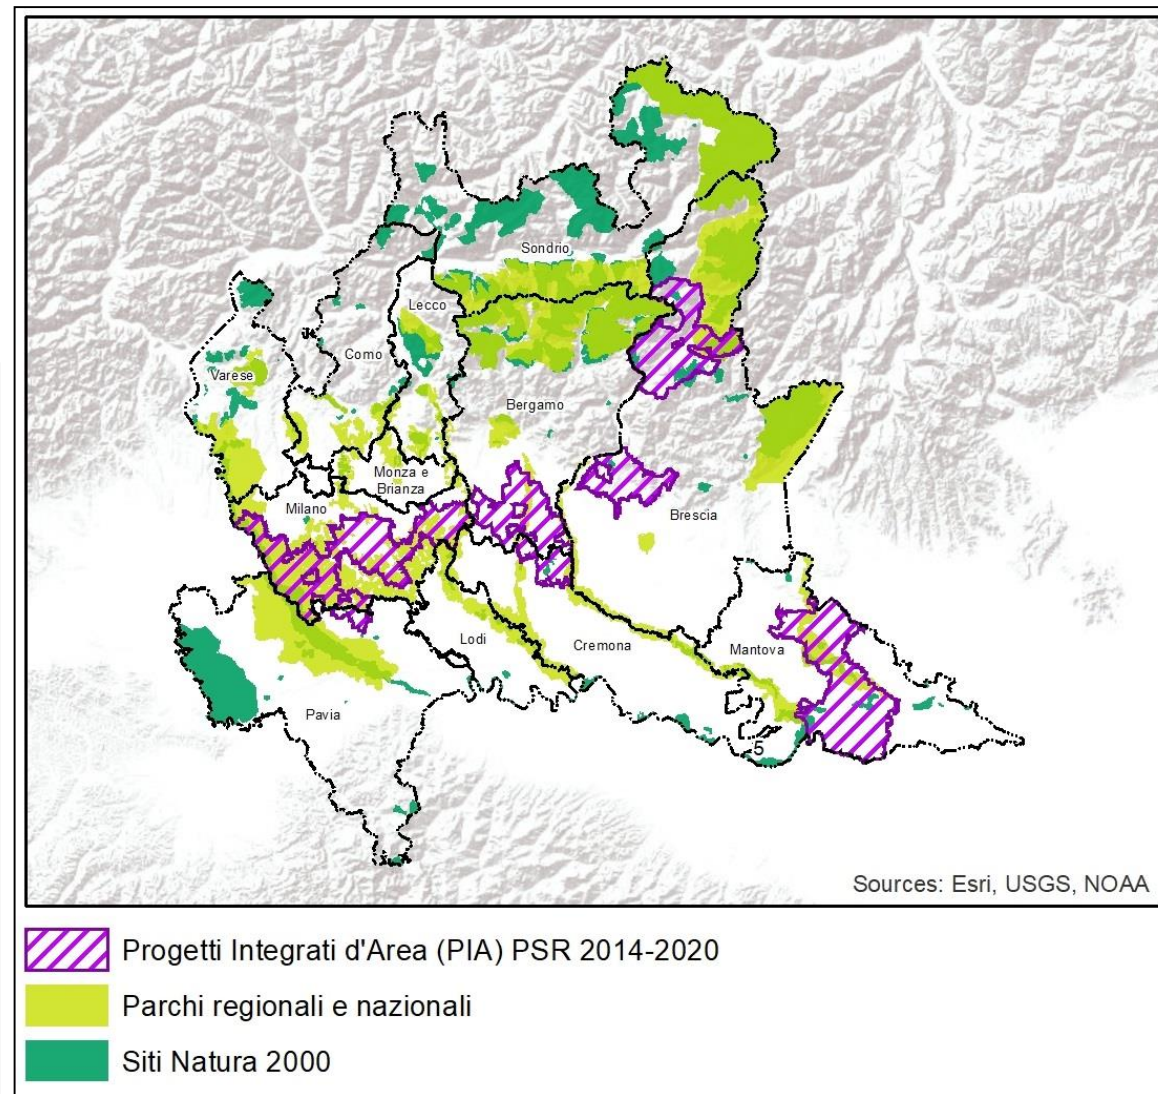 Sondrio
Lecco
Como
Varese
Bergamo
Monza e
Brianza
Milano
Brescia
Lodi
Cremona
Mantova
Pavia
5
Sources: Esri, USGS, NOAA
Progetti Integrati d'Area (PIA) PSR 2014-2020
Parchi regionali e nazionali
Siti Natura 2000